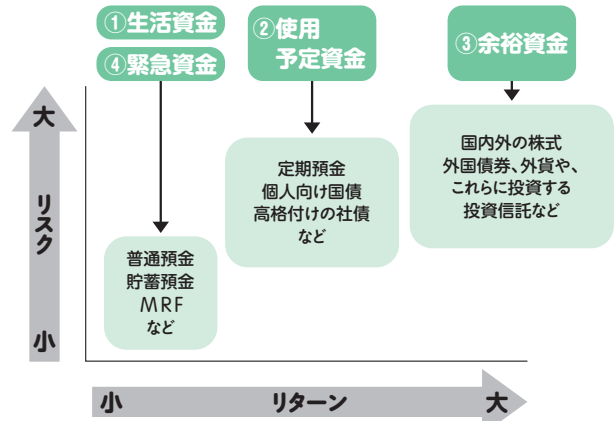 ①生活資金
④緊急資金
②使用
予定資金
③余裕資金
大
リスク
小
普通預金
貯蓄預金
MRF
など
定期預金
個人向け国債
高格付けの社債
など
国内外の株式
外国債券、外貨や、
これらに投資する
投資信託など
小
リターン
大